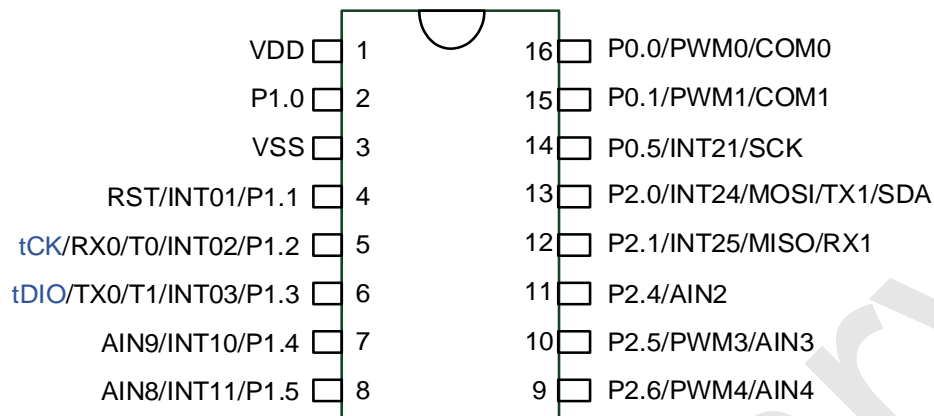 VDD 1 16 P0.0/PWM0/COM0
P1.0 2 15 P0.1/PWM1/COM1
VSS 3 14 P0.5/INT21/SCK
RST/INT01/P1.1 4 13 P2.0/INT24/MOSI/TX1/SDA
tCK/RX0/T0/INT02/P1.2 5 12 P2.1/INT25/MISO/RX1
tDIO/TX0/T1/INT03/P1.3 6 11 P2.4/AIN2
AIN9/INT10/P1.4 7 10 P2.5/PWM3/AIN3
AIN8/INT11/P1.5 8 9 P2.6/PWM4/AIN4